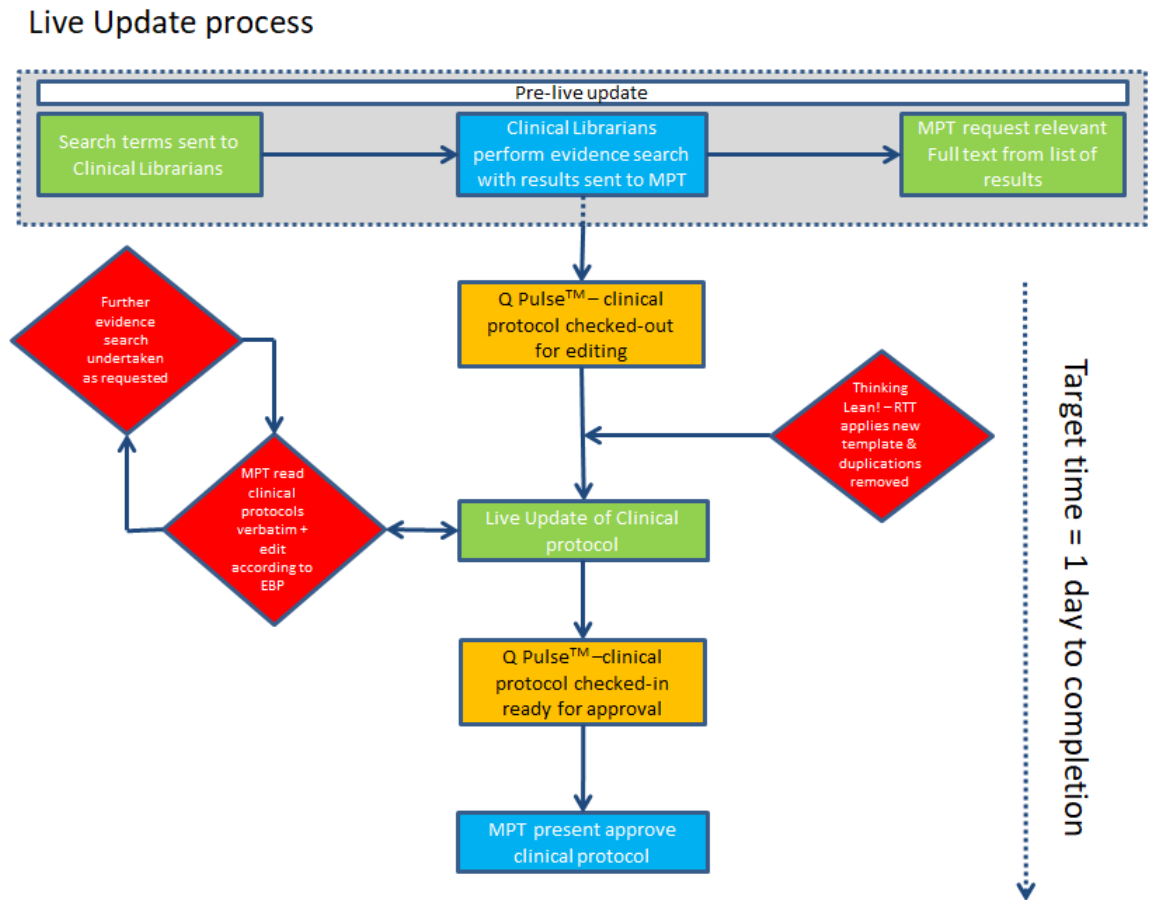 Live Update process
Pre-live update
Search terms sent to
Clinical Librarians
Clinical Librarians
perform evidence search
with results sent to MPT
MPT request relevant
Full text from list of
results
Q Pulse™ – clinical
protocol checked-out
for editing
Further
evidence
search
undertaken
as requested
Thinking
Lean! – RTT
applies new
template &
duplications
removed
MPT read
clinical
protocols
verbatim +
edit
according to
EBP
Live Update of Clinical
protocol
Q Pulse™ –clinical
protocol checked-in
ready for approval
MPT present approve
clinical protocol
Target time = 1 day to completion